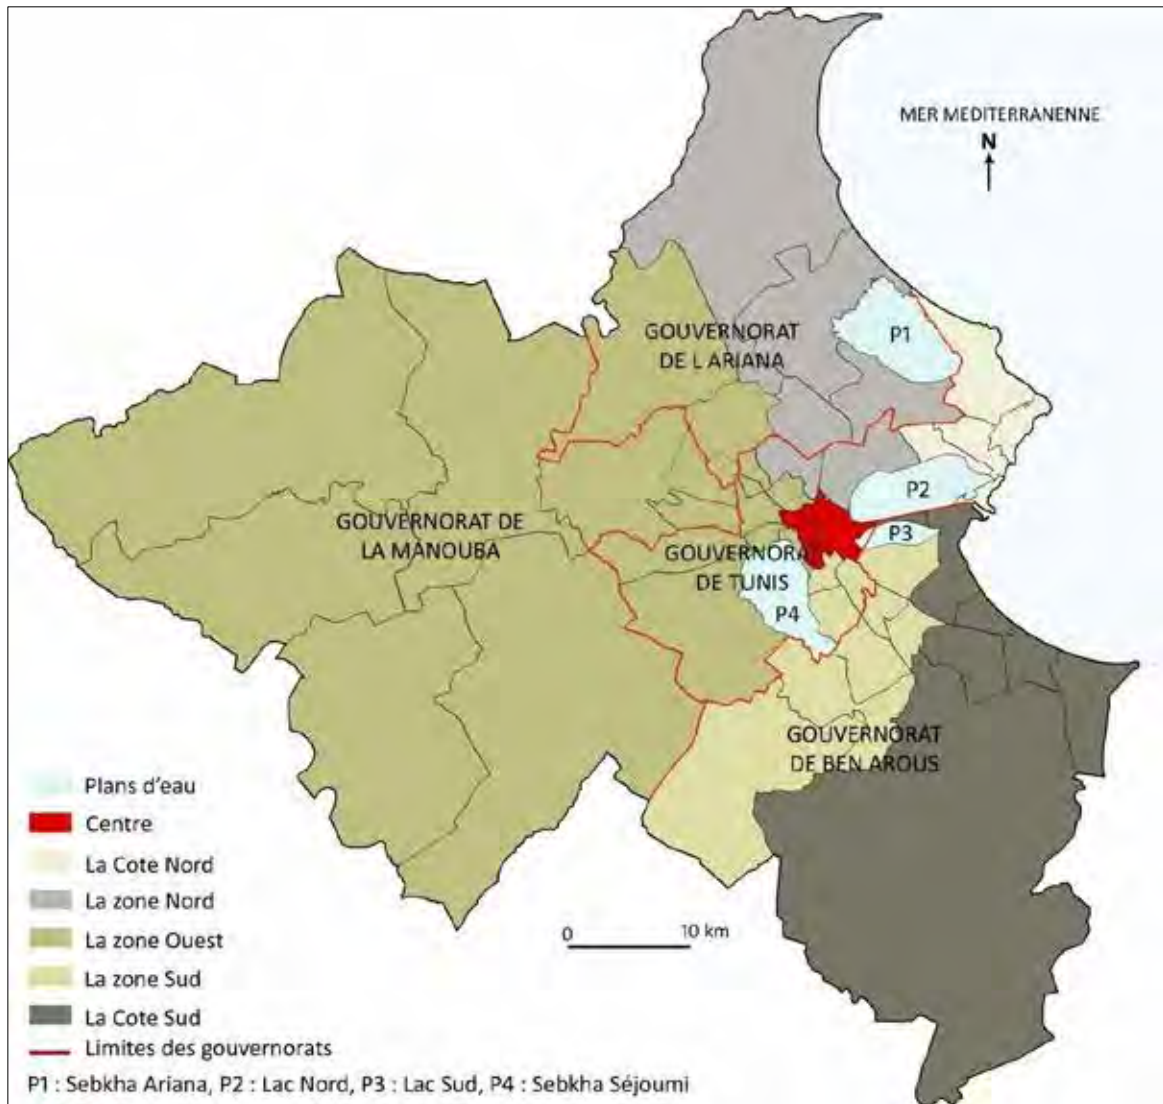 MER MEDITERRANENNE
N
GOUVERNORAT
DE L ARIANA
P1
P2
GOUVERNORAT DE
LA MANOUBA
P3
GOUVERNORAT
DE TUNIS
P4
GOUVERNORAT
DE BEN AROUS
Plans d'eau
Centre
La Cote Nord
La zone Nord
La zone Ouest
0 10 km
La zone Sud
La Cote Sud
Limites des gouvernorats
P1 : Sebkha Ariana, P2 : Lac Nord, P3 : Lac Sud, P4 : Sebkha Séjoumi